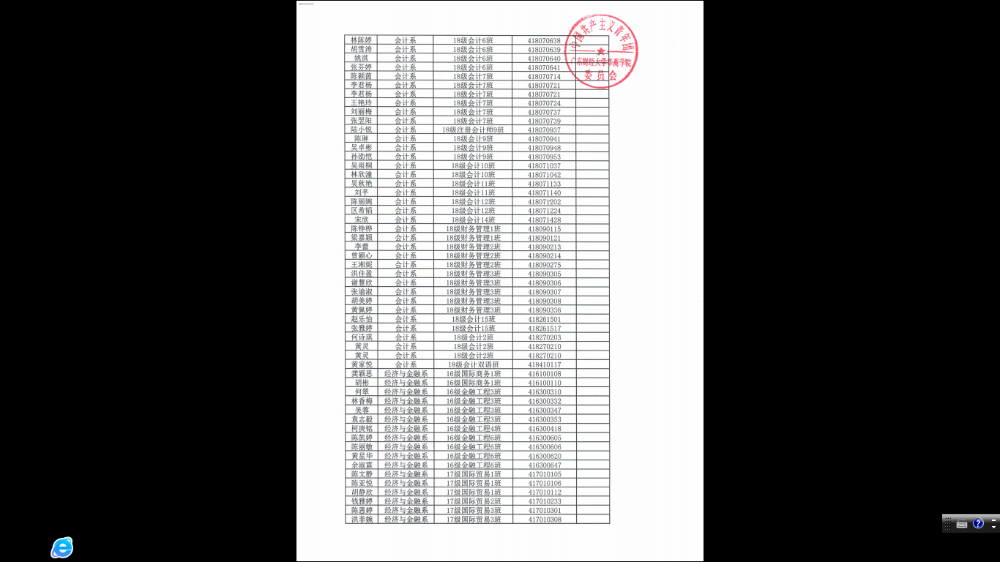 中国共产主义青年团
广东财经大学华商学院
委员会
林陈婷 会计系 18级会计6班 418070638
胡雪涛 会计系 18级会计6班 418070639
姚淇 会计系 18级会计6班 418070640
张芬婷 会计系 18级会计6班 418070641
陈颖茵 会计系 18级会计7班 418070714
李君杨 会计系 18级会计7班 418070721
李君杨 会计系 18级会计7班 418070721
王艳玲 会计系 18级会计7班 418070724
刘丽梅 会计系 18级会计7班 418070737
张翌阳 会计系 18级会计7班 418070739
陆小锐 会计系 18级注册会计师9班 418070937
陈琳 会计系 18级会计9班 418070941
吴卓彬 会计系 18级会计9班 418070948
孙劭恺 会计系 18级会计9班 418070953
吴雨桐 会计系 18级会计10班 418071037
林欣潼 会计系 18级会计10班 418071042
吴秋艳 会计系 18级会计11班 418071133
刘芊 会计系 18级会计11班 418071140
陈丽婉 会计系 18级会计12班 418071202
区希韬 会计系 18级会计12班 418071224
宋欣 会计系 18级会计14班 418071428
陈铮桦 会计系 18级财务管理1班 418090115
梁嘉颖 会计系 18级财务管理1班 418090121
李蕾 会计系 18级财务管理2班 418090213
曾颖心 会计系 18级财务管理2班 418090214
王湘妮 会计系 18级财务管理2班 418090275
洪佳盈 会计系 18级财务管理3班 418090305
谢慧欣 会计系 18级财务管理3班 418090306
张谕淑 会计系 18级财务管理3班 418090307
胡美婷 会计系 18级财务管理3班 418090308
黄佩婷 会计系 18级财务管理3班 418090336
赵乐怡 会计系 18级会计15班 418261501
张雅婷 会计系 18级会计15班 418261517
何诗琪 会计系 18级会计2班 418270203
黄灵 会计系 18级会计2班 418270210
黄灵 会计系 18级会计2班 418270210
黄家悦 会计系 18级会计双语班 418410117
龚颖思 经济与金融系 16级国际商务1班 416100108
胡彬 经济与金融系 16级国际商务1班 416100110
何翠 经济与金融系 16级金融工程3班 416300310
林香梅 经济与金融系 16级金融工程3班 416300332
吴蓉 经济与金融系 16级金融工程3班 416300347
袁志毅 经济与金融系 16级金融工程3班 416300353
柯庚铭 经济与金融系 16级金融工程4班 416300418
陈凯婷 经济与金融系 16级金融工程6班 416300605
陈丽敏 经济与金融系 16级金融工程6班 416300606
黄星华 经济与金融系 16级金融工程6班 416300620
余淑霖 经济与金融系 16级金融工程6班 416300647
陈文静 经济与金融系 17级国际贸易1班 417010105
陈亚悦 经济与金融系 17级国际贸易1班 417010106
胡静欣 经济与金融系 17级国际贸易1班 417010112
钱雅婷 经济与金融系 17级国际贸易2班 417010233
陈恩婷 经济与金融系 17级国际贸易3班 417010301
洪菲婉 经济与金融系 17级国际贸易3班 417010308